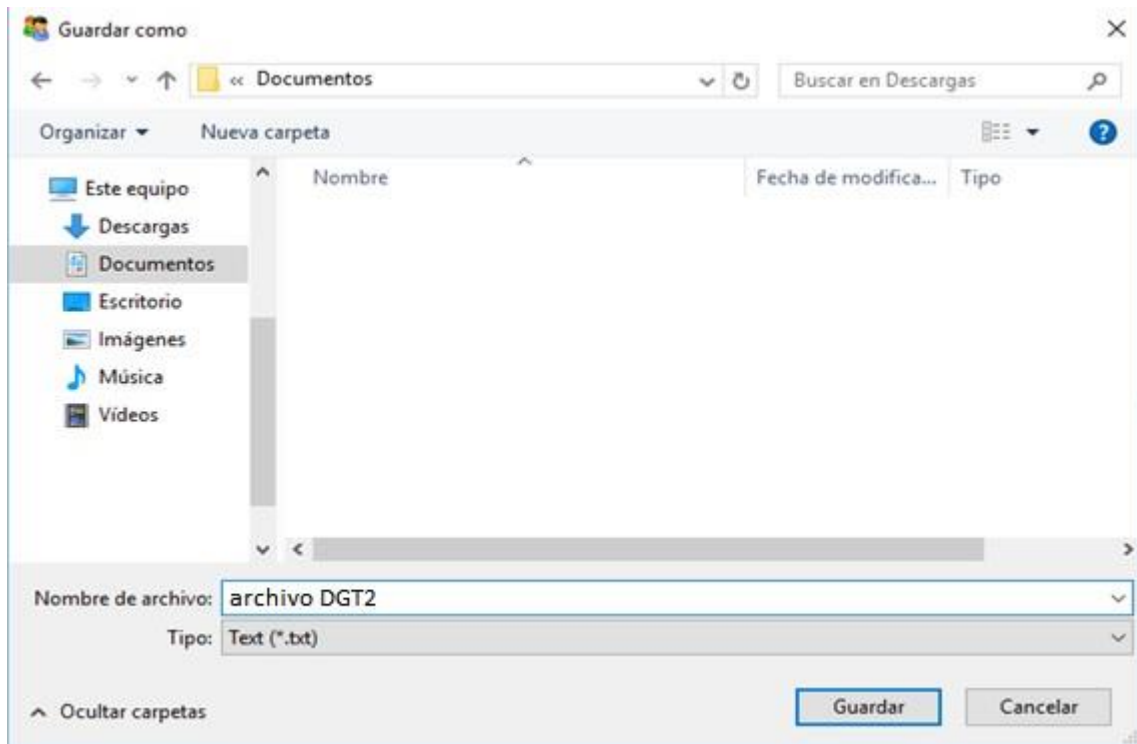 Guardar como
« Documentos
Buscar en Descargas
Organizar
Nueva carpeta
Nombre
Fecha de modifica...
Tipo
Este equipo
Descargas
Documentos
Escritorio
Imágenes
Música
Vídeos
Nombre de archivo: archivo DGT2
Tipo: Text (*.txt)
Ocultar carpetas
Guardar
Cancelar